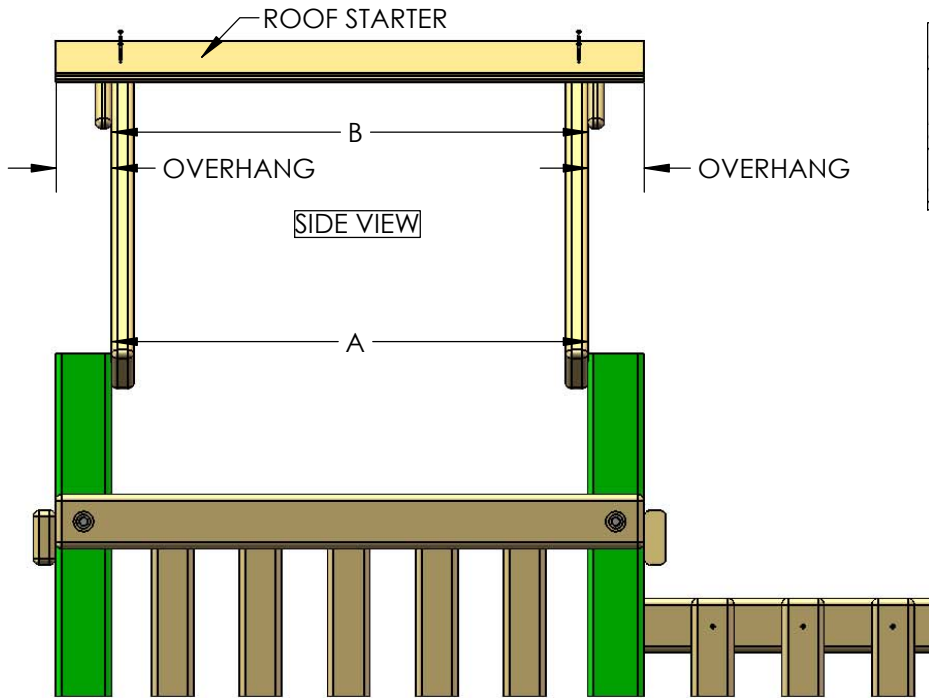 ROOF STARTER
B
OVERHANG
OVERHANG
SIDE VIEW
A